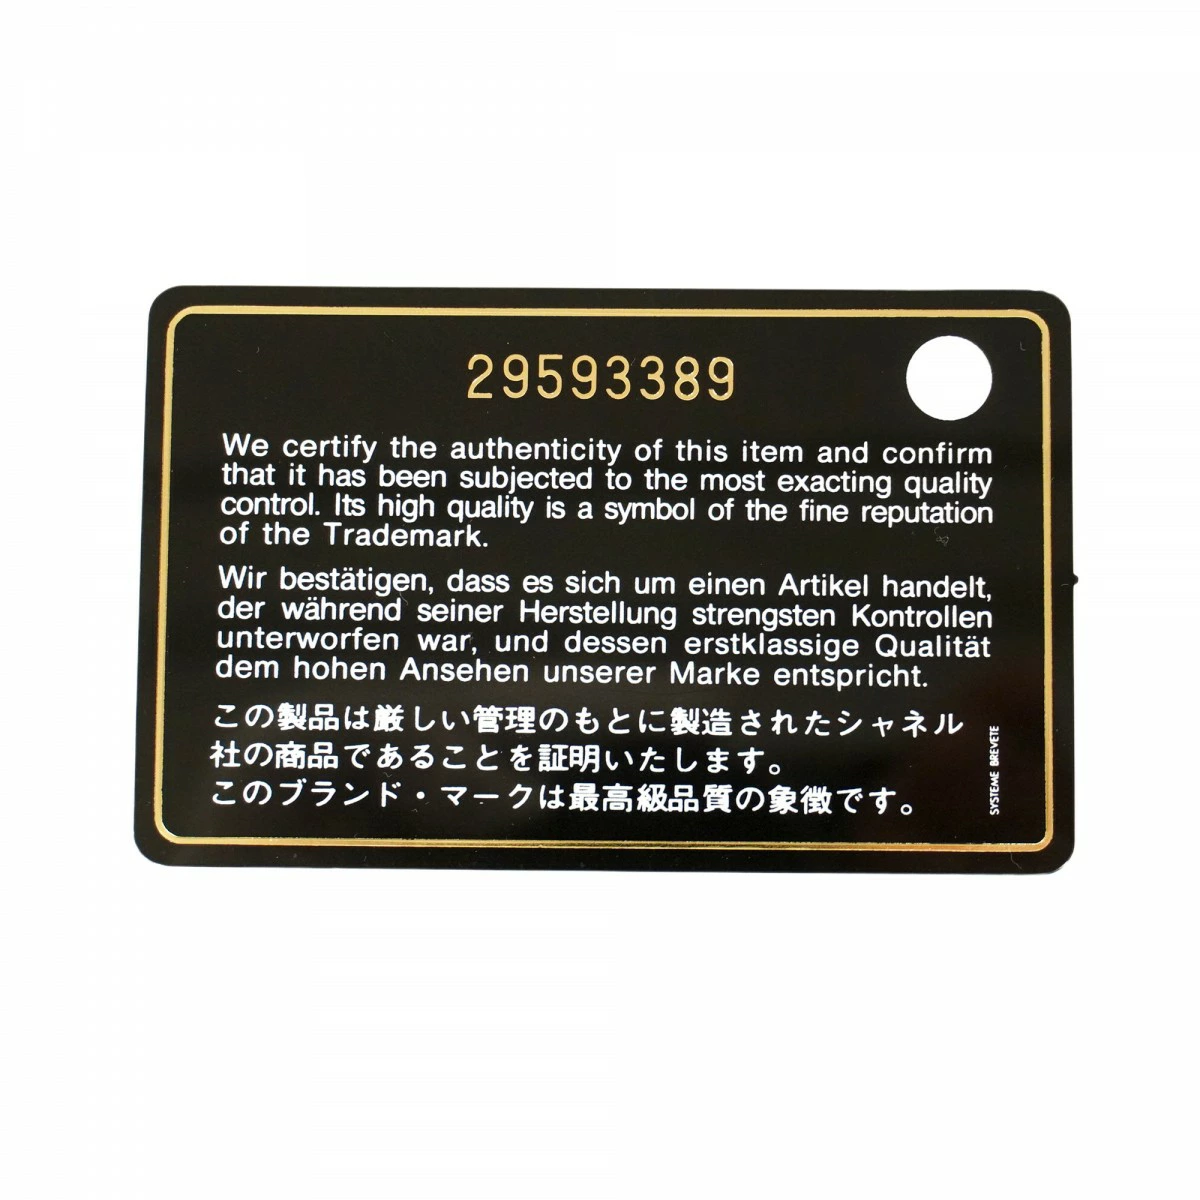 29593389
We certify the authenticity of this item and confirm
that it has been subjected to the most exacting quality
control. Its high quality is a symbol of the fine reputation
of the Trademark.
Wir bestätigen, dass es sich um einen Artikel handelt,
der während seiner Herstellung strengsten Kontrollen
unterworfen war, und dessen erstklassige Qualität
dem hohen Ansehen unserer Marke entspricht.
この製品は厳しい管理のもとに製造されたシャネル
社の商品であることを証明いたします。
このブランド・マークは最高級品質の象徴です。
SYSTEME BREVETE